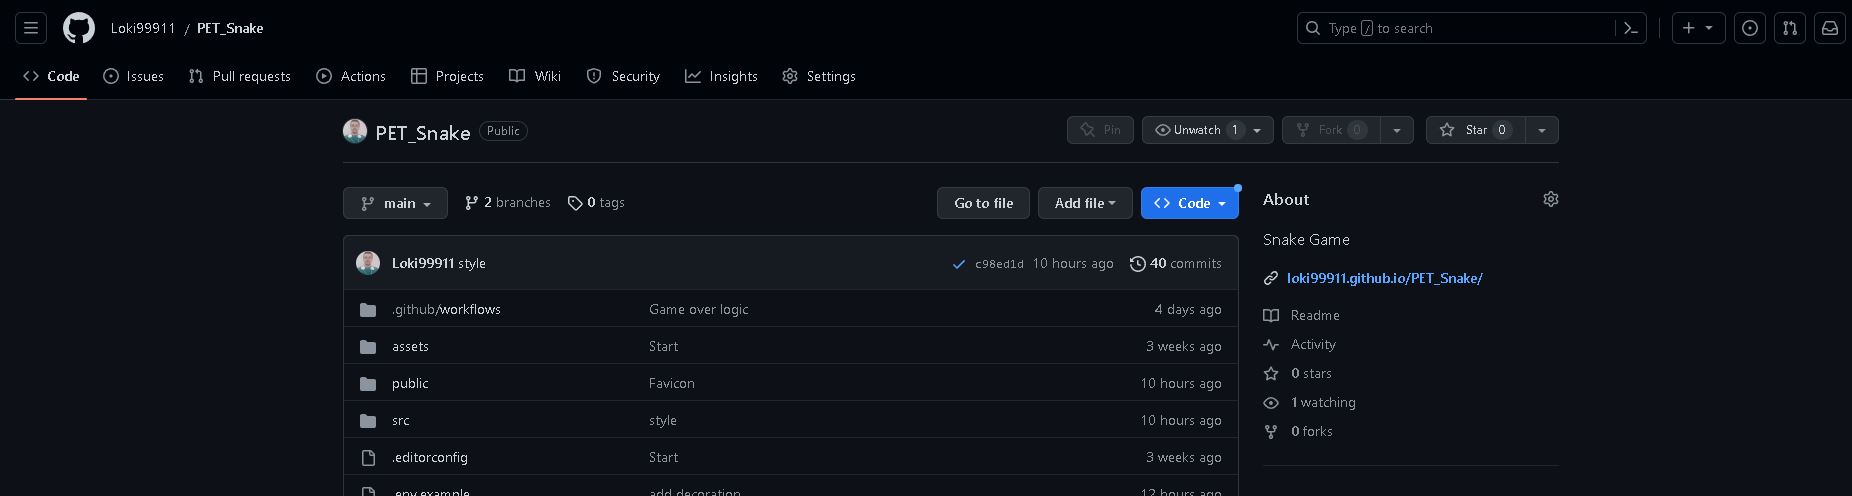 Loki99911 / PET_Snake
Type / to search
Code Issues Pull requests Actions Projects Wiki Security Insights Settings
PET_Snake Public
Pin Unwatch 1 Fork 0 Star 0
main 2 branches 0 tags Go to file Add file Code
About
Snake Game
Loki99911 style c98ed1d 10 hours ago 40 commits
loki99911.github.io/PET_Snake/
.github/workflows Game over logic 4 days ago
Readme
assets Start 3 weeks ago
Activity
public Favicon 10 hours ago
0 stars
1 watching
src style 10 hours ago
0 forks
.editorconfig Start 3 weeks ago
.env.example add decoration 12 hours ago